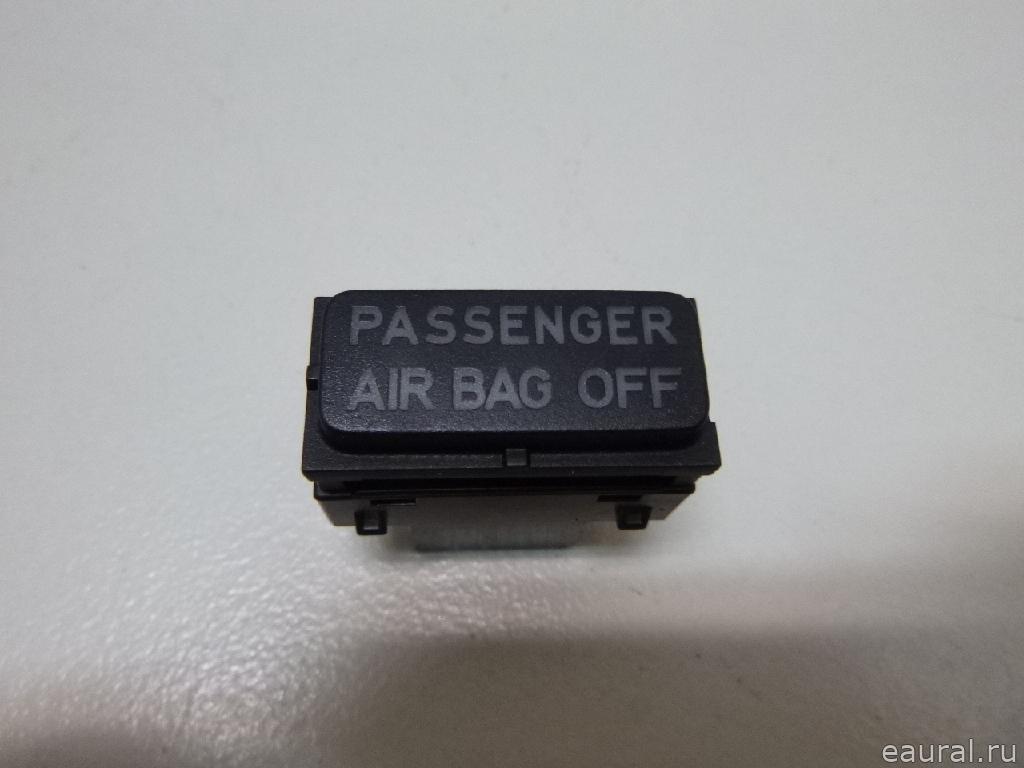 PASSENGER
AIR BAG OFF
eaural.ru